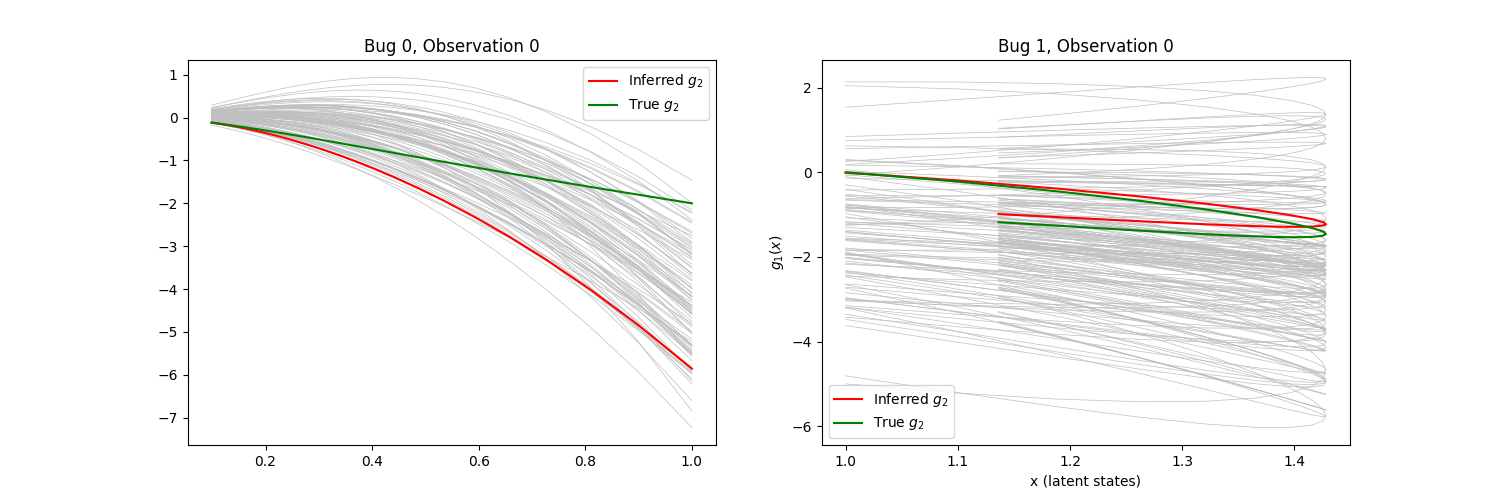 Bug 0, Observation 0
1
0
−1
−2
−3
−4
−5
−6
−7
0.2 0.4 0.6 0.8 1.0
Inferred g₂
True g₂
Bug 1, Observation 0
g₁(x)
2
0
−2
−4
−6
1.0 1.1 1.2 1.3 1.4
x (latent states)
Inferred g₂
True g₂